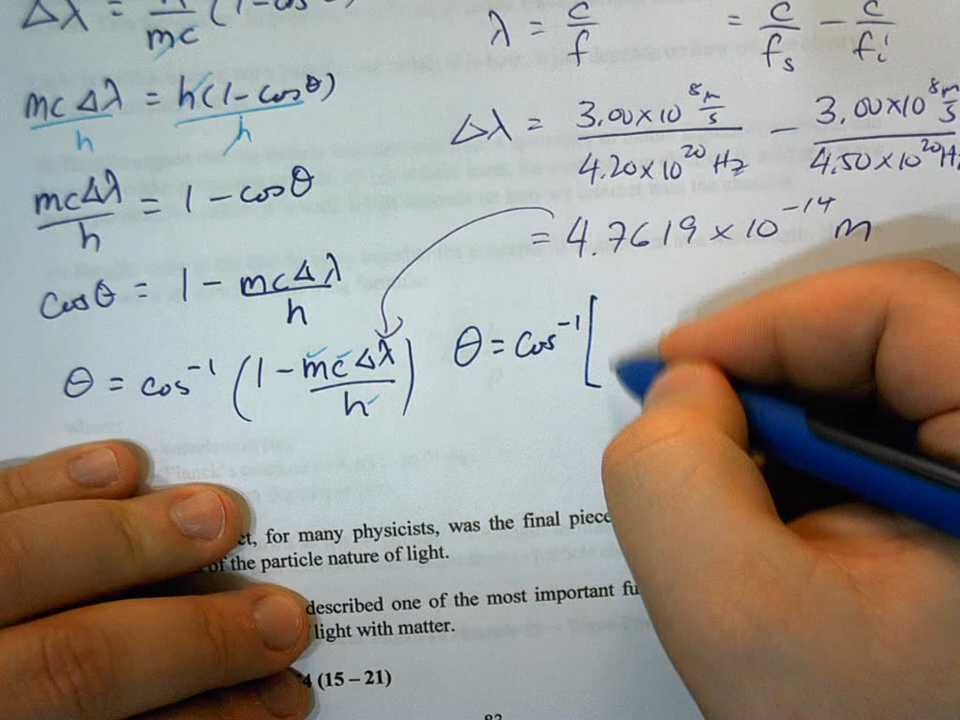 Δλ = h/mc (1-cos
mcΔλ/h = h(1-cosθ)/h
mcΔλ/h = 1 - cosθ
cosθ = 1 - mcΔλ/h
θ = cos⁻¹ (1 - mcΔλ/h)
λ = c/f
= c/fs - c/fi
Δλ = 3.00×10⁸ m/s / 4.20×10²⁰ Hz - 3.00×10⁸ m/s / 4.50×10²⁰ Hz
= 4.7619 × 10⁻¹⁴ m
θ = cos⁻¹ [
ct, for many physicists, was the final piece
of the particle nature of light.
described one of the most important fu
light with matter.
4 (15 – 21)